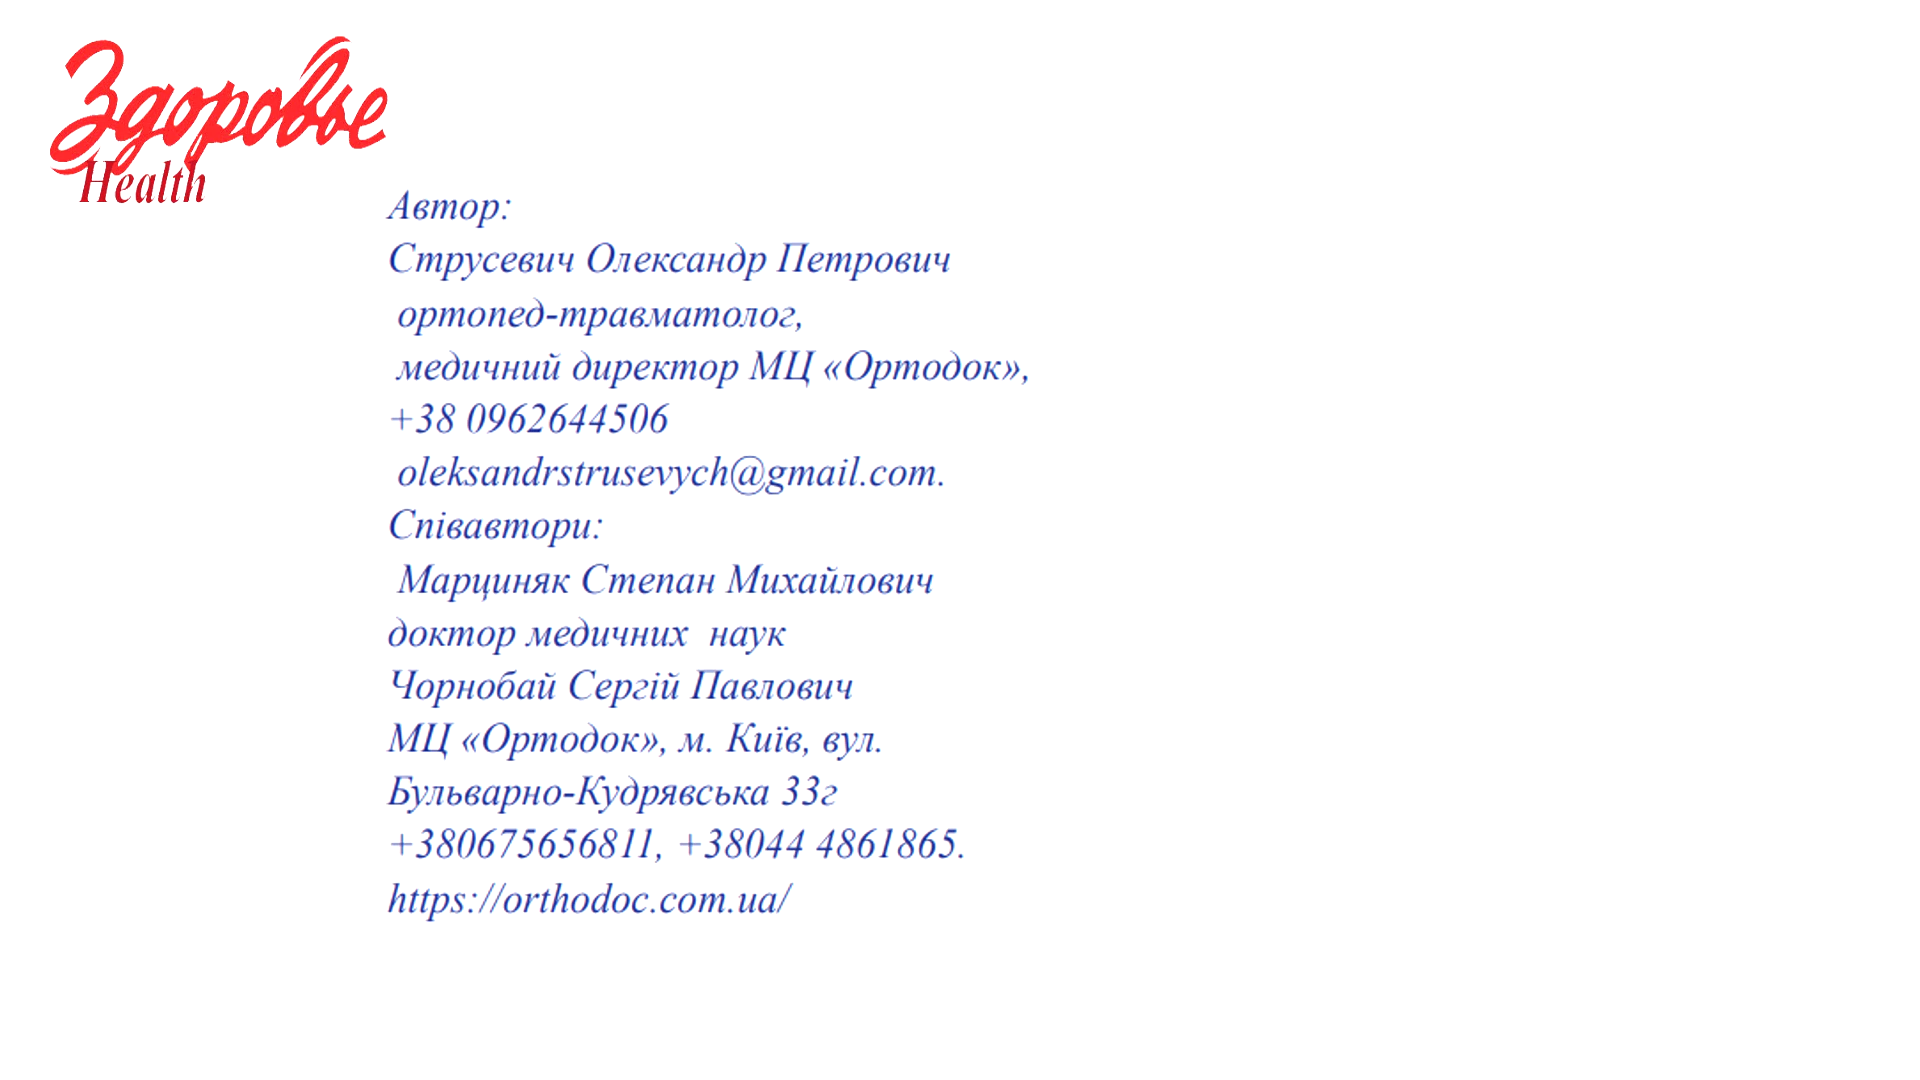 Здоровье
Health
Автор:
Струсевич Олександр Петрович
ортопед-травматолог,
медичний директор МЦ «Ортодок»,
+38 0962644506
oleksandrstrusevych@gmail.com.
Співавтори:
Марциняк Степан Михайлович
доктор медичних  наук
Чорнобай Сергій Павлович
МЦ «Ортодок», м. Київ, вул.
Бульварно-Кудрявська 33г
+380675656811, +38044 4861865.
https://orthodoc.com.ua/